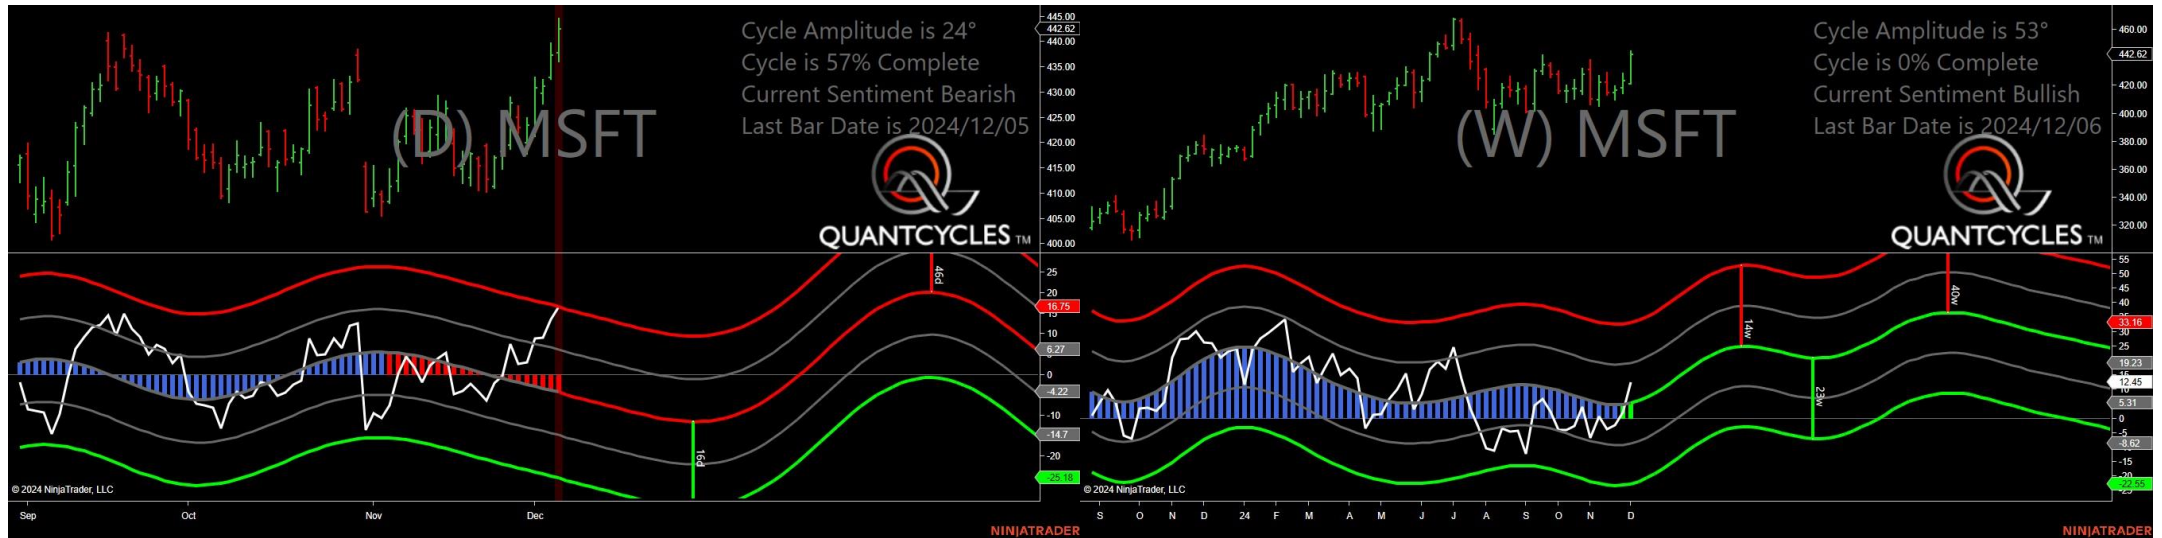 Cycle Amplitude is 24°
Cycle is 57% Complete
Current Sentiment Bearish
Last Bar Date is 2024/12/05
(D) MSFT
QUANTCYCLES TM
445.00
442.62
440.00
435.00
430.00
425.00
420.00
415.00
410.00
405.00
400.00
46d
16d
25
20
16.75
15
10
6.27
0
-4.22
-10
-14.7
-20
-25.18
© 2024 NinjaTrader, LLC
Sep Oct Nov Dec
NINJATRADER
Cycle Amplitude is 53°
Cycle is 0% Complete
Current Sentiment Bullish
Last Bar Date is 2024/12/06
(W) MSFT
QUANTCYCLES TM
460.00
442.62
420.00
400.00
380.00
360.00
340.00
320.00
14w
23w
40w
55
50
45
40
33.16
30
25
19.23
12.45
10
5.31
0
-5
-8.62
-15
-22.55
© 2024 NinjaTrader, LLC
S O N D 24 F M A M J J A S O N D
NINJATRADER